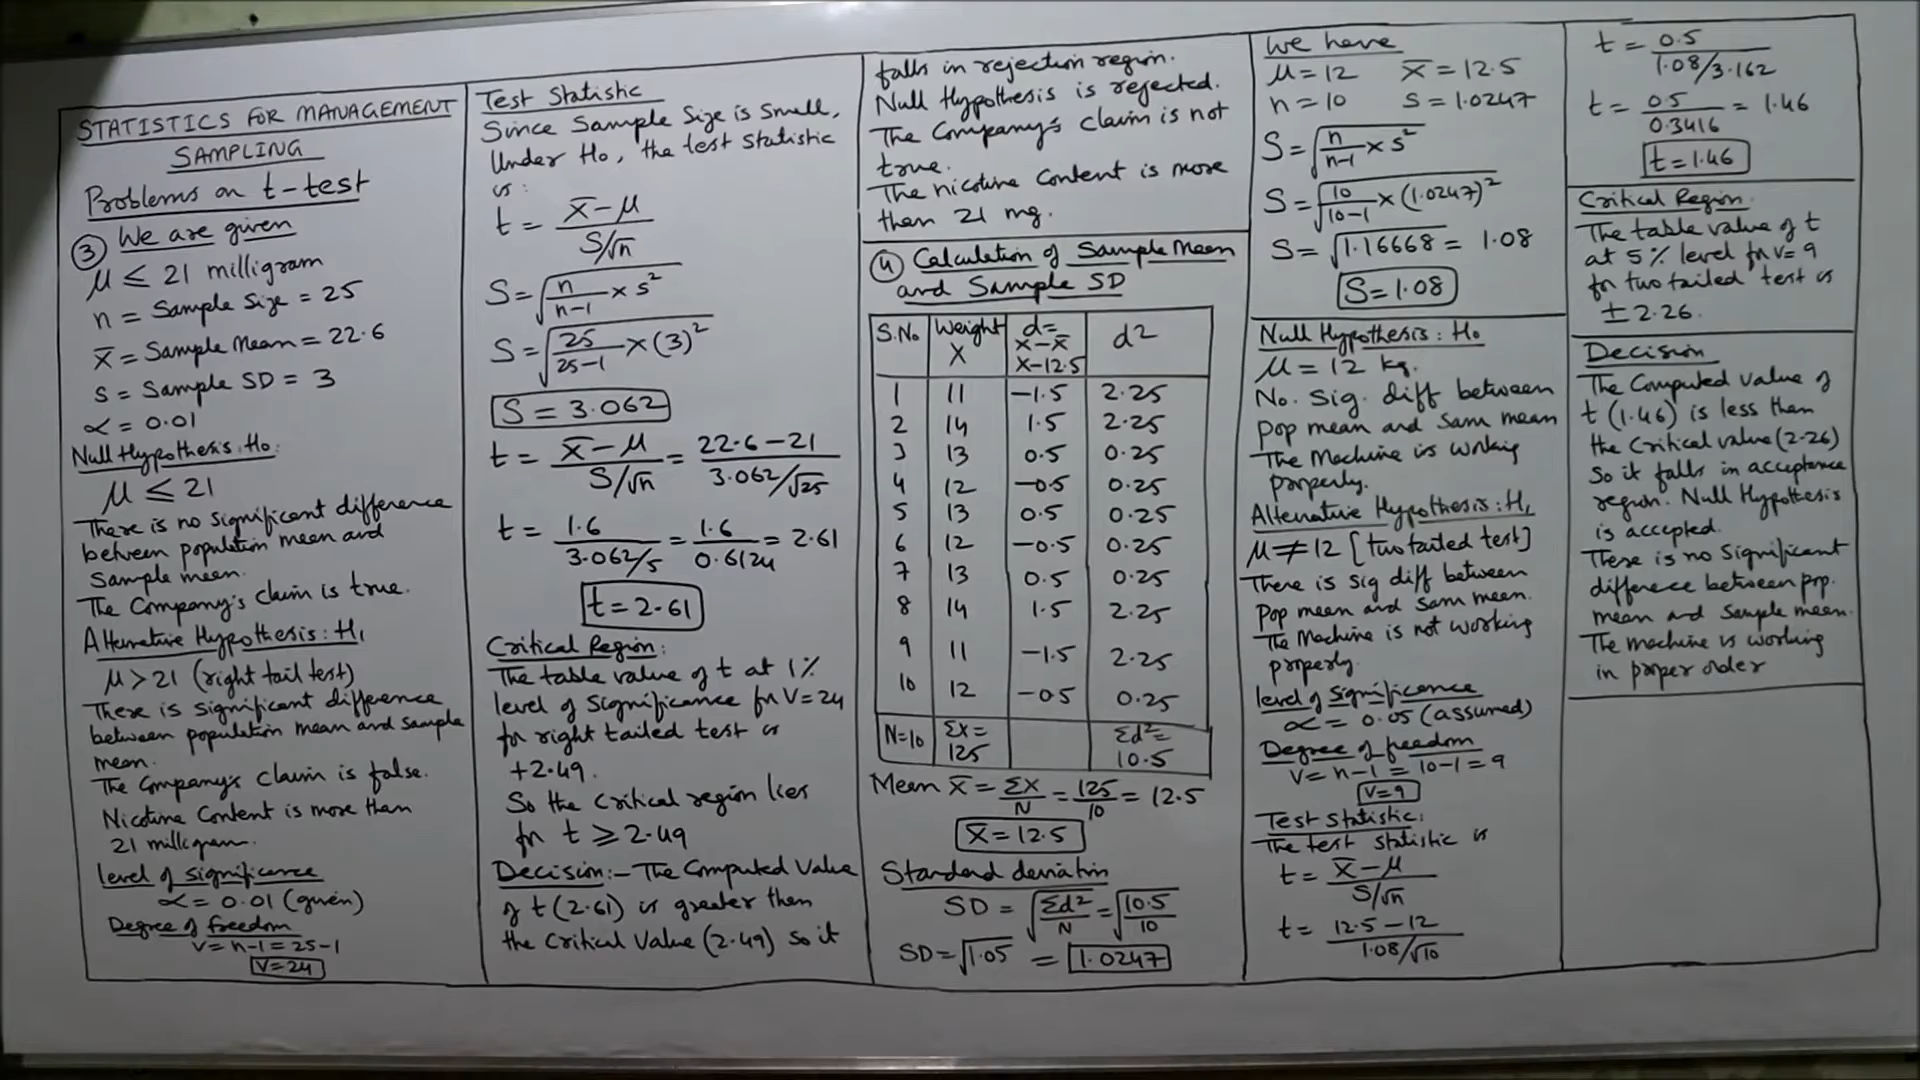 STATISTICS FOR MANAGEMENT
SAMPLING
Problems on t-test
③ We are given
μ ≤ 21 milligram
n = Sample Size = 25
x̄ = Sample Mean = 22.6
s = Sample SD = 3
α = 0.01
Null Hypothesis: H₀:
μ ≤ 21
There is no significant difference
between population mean and
Sample mean.
The Company's claim is true.
Alternative Hypothesis: H₁
μ > 21 (right tail test)
There is significant difference
between population mean and sample
mean.
The Company's claim is false.
Nicotine Content is more than
21 milligram.
level of significance
α = 0.01 (given)
Degree of freedom
v = n-1 = 25-1
v = 24
Test Statistic
Since Sample Size is Small,
Under H₀, the test statistic
is:
t = (x̄ - μ) / (S/√n)
S = √(n/(n-1) × s²)
S = √(25/(25-1) × (3)²)
S = 3.062
t = (x̄ - μ) / (S/√n) = (22.6 - 21) / (3.062/√25)
t = 1.6 / (3.062/5) = 1.6 / 0.6124 = 2.61
t = 2.61
Critical Region:
The table value of t at 1%
level of significance for v = 24
for right tailed test is
+2.49.
So the critical region lies
for t ≥ 2.49
Decision:- The Computed Value
of t (2.61) is greater than
the Critical Value (2.49) so it
falls in rejection region.
Null Hypothesis is rejected.
The Company's claim is not
true.
The nicotine content is more
than 21 mg.
④ Calculation of Sample Mean
and Sample SD
S.No Weight X d = x-x̄ X-12.5 d2
1 11 -1.5 2.25
2 14 1.5 2.25
3 13 0.5 0.25
4 12 -0.5 0.25
5 13 0.5 0.25
6 12 -0.5 0.25
7 13 0.5 0.25
8 14 1.5 2.25
9 11 -1.5 2.25
10 12 -0.5 0.25
N=10 Σx = 125 Σd² = 10.5
Mean x̄ = Σx/N = 125/10 = 12.5
x̄ = 12.5
Standard deviation
SD = √(Σd²/N) = √(10.5/10)
SD = √1.05 = 1.0247
We have
μ = 12 x̄ = 12.5
n = 10 s = 1.0247
S = √(n/(n-1) × s²)
S = √(10/(10-1) × (1.0247)²)
S = √1.16668 = 1.08
S = 1.08
Null Hypothesis: H₀
μ = 12 kg.
No. sig. diff between
pop mean and sam mean
The Machine is working
properly.
Alternative Hypothesis: H₁
μ ≠ 12 [two tailed test]
There is sig diff between
Pop mean and sam mean.
The Machine is not working
properly.
level of significance
α = 0.05 (assumed)
Degree of freedom
v = n-1 = 10-1 = 9
v = 9
Test statistic:
The test statistic is
t = (x̄ - μ) / (S/√n)
t = (12.5 - 12) / (1.08/√10)
t = 0.5 / (1.08/3.162)
t = 0.5 / 0.3416 = 1.46
t = 1.46
Critical Region.
The table value of t
at 5% level for v = 9
for two tailed test is
± 2.26.
Decision
The Computed value of
t (1.46) is less than
the critical value (2.26)
So it falls in acceptance
region. Null Hypothesis
is accepted.
There is no significant
difference between pop.
mean and sample mean.
The machine is working
in proper order